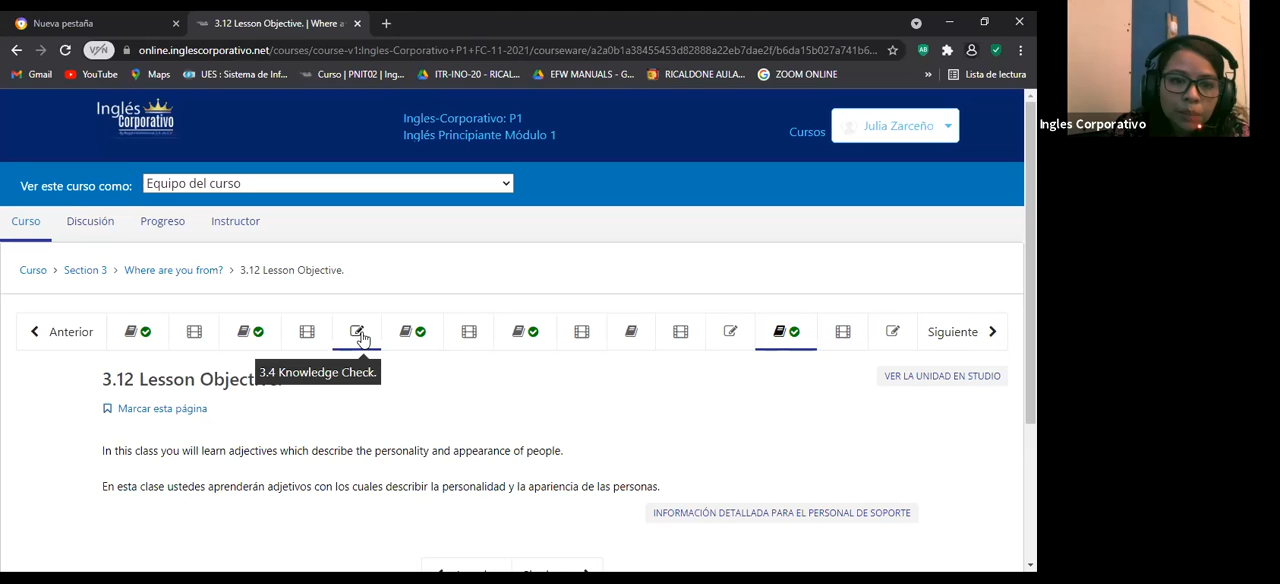 Nueva pestaña
3.12 Lesson Objective. | Where a
VPN
online.inglescorporativo.net/courses/course-v1:Ingles-Corporativo+P1+FC-11-2021/courseware/a2a0b1a38455453d82888a22eb7dae2f/b6da15b027a741b6...
Gmail
YouTube
Maps
UES : Sistema de Inf...
Curso | PNIT02 | Ing...
ITR-INO-20 - RICAL...
EFW MANUALS - G...
RICALDONE AULA...
ZOOM ONLINE
»
Lista de lectura
Inglés
Corporativo
Ingles-Corporativo: P1
Inglés Principiante Módulo 1
Cursos
Julia Zarceño
Ingles Corporativo
Ver este curso como:
Equipo del curso
Curso
Discusión
Progreso
Instructor
Curso > Section 3 > Where are you from? > 3.12 Lesson Objective.
Anterior
Siguiente
3.4 Knowledge Check.
3.12 Lesson Objective.
VER LA UNIDAD EN STUDIO
Marcar esta página
In this class you will learn adjectives which describe the personality and appearance of people.
En esta clase ustedes aprenderán adjetivos con los cuales describir la personalidad y la apariencia de las personas.
INFORMACIÓN DETALLADA PARA EL PERSONAL DE SOPORTE